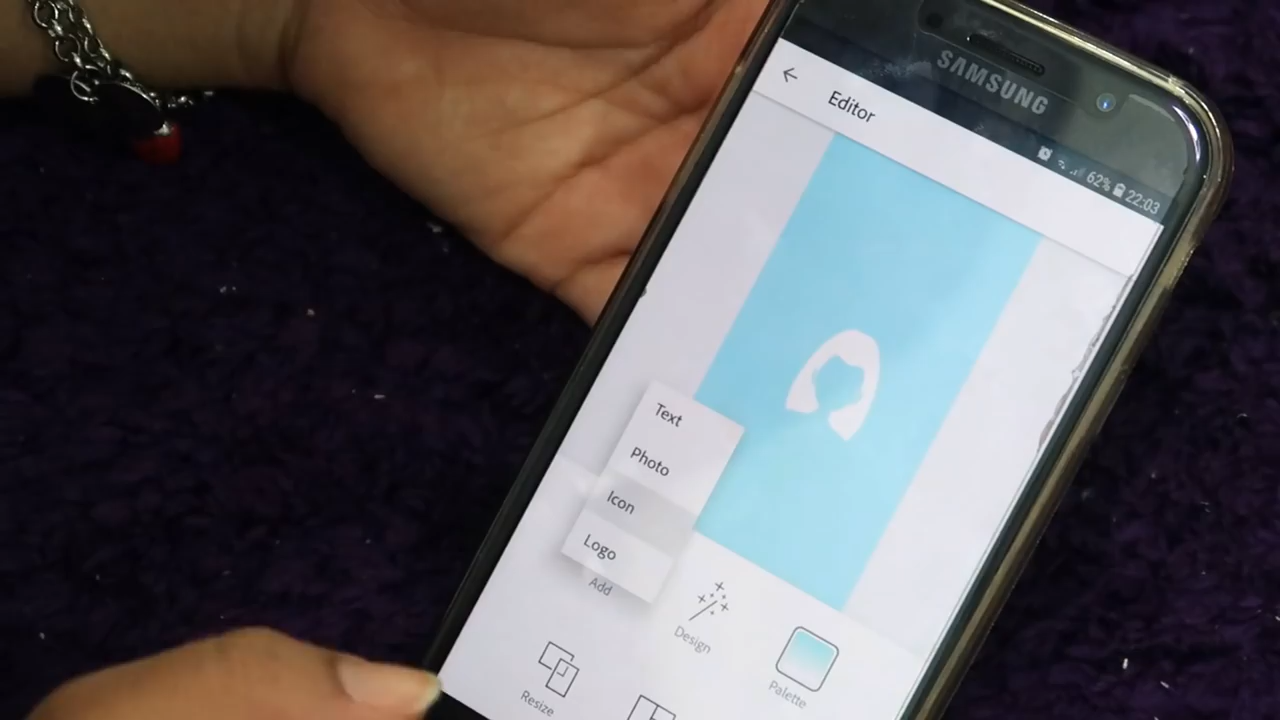 SAMSUNG
62% 22:03
Editor
Text
Photo
Icon
Logo
Add
Design
Palette
Resize